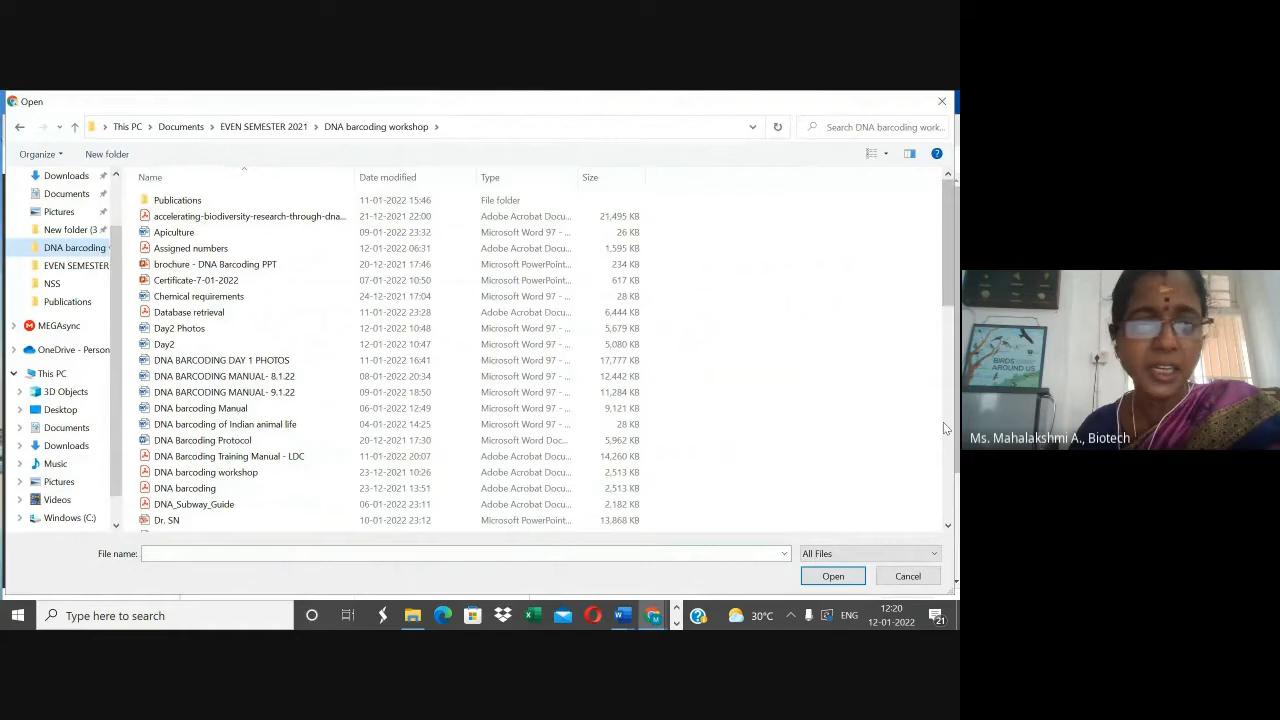 Open
This PC > Documents > EVEN SEMESTER 2021 > DNA barcoding workshop >
Search DNA barcoding work...
Organize
New folder
Name
Date modified
Type
Size
Downloads
Documents
Pictures
New folder (3
DNA barcoding
EVEN SEMESTER
NSS
Publications
MEGAsync
OneDrive - Person
This PC
3D Objects
Desktop
Documents
Downloads
Music
Pictures
Videos
Windows (C:)
Publications 11-01-2022 15:46 File folder
accelerating-biodiversity-research-through-dna... 21-12-2021 22:00 Adobe Acrobat Docu... 21,495 KB
Apiculture 09-01-2022 23:32 Microsoft Word 97 - ... 26 KB
Assigned numbers 12-01-2022 06:31 Adobe Acrobat Docu... 1,595 KB
brochure - DNA Barcoding PPT 20-12-2021 17:46 Microsoft PowerPoint... 234 KB
Certificate-7-01-2022 07-01-2022 10:50 Microsoft PowerPoint... 617 KB
Chemical requirements 24-12-2021 17:04 Microsoft Word 97 - ... 28 KB
Database retrieval 11-01-2022 23:28 Microsoft Word 97 - ... 6,444 KB
Day2 Photos 12-01-2022 10:48 Microsoft Word 97 - ... 5,679 KB
Day2 12-01-2022 10:47 Microsoft Word 97 - ... 5,080 KB
DNA BARCODING DAY 1 PHOTOS 11-01-2022 16:41 Microsoft Word 97 - ... 17,777 KB
DNA BARCODING MANUAL- 8.1.22 08-01-2022 20:34 Microsoft Word 97 - ... 12,442 KB
DNA BARCODING MANUAL- 9.1.22 09-01-2022 18:50 Microsoft Word 97 - ... 11,284 KB
DNA barcoding Manual 06-01-2022 12:49 Microsoft Word 97 - ... 9,121 KB
DNA barcoding of Indian animal life 04-01-2022 14:25 Microsoft Word 97 - ... 28 KB
DNA Barcoding Protocol 20-12-2021 17:30 Microsoft Word Doc... 5,962 KB
DNA Barcoding Training Manual - LDC 11-01-2022 20:07 Adobe Acrobat Docu... 14,260 KB
DNA barcoding workshop 23-12-2021 10:26 Adobe Acrobat Docu... 2,513 KB
DNA barcoding 23-12-2021 13:51 Adobe Acrobat Docu... 2,513 KB
DNA_Subway_Guide 06-01-2022 23:11 Adobe Acrobat Docu... 2,182 KB
Dr. SN 10-01-2022 23:12 Microsoft PowerPoint... 13,868 KB
File name:
All Files
Open
Cancel
Type here to search
30°C
ENG
12:20
12-01-2022
21
BIRDS
AROUND US
Ms. Mahalakshmi A., Biotech